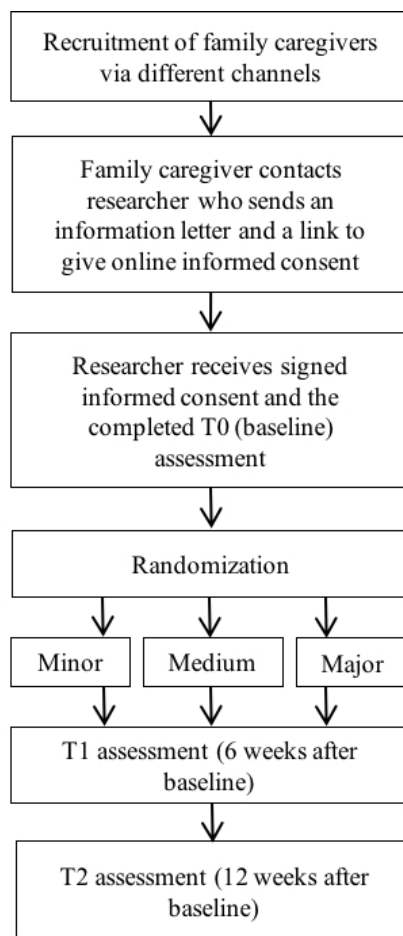 Recruitment of family caregivers
via different channels
Family caregiver contacts
researcher who sends an
information letter and a link to
give online informed consent
Researcher receives signed
informed consent and the
completed T0 (baseline)
assessment
Randomization
Minor
Medium
Major
T1 assessment (6 weeks after
baseline)
T2 assessment (12 weeks after
baseline)